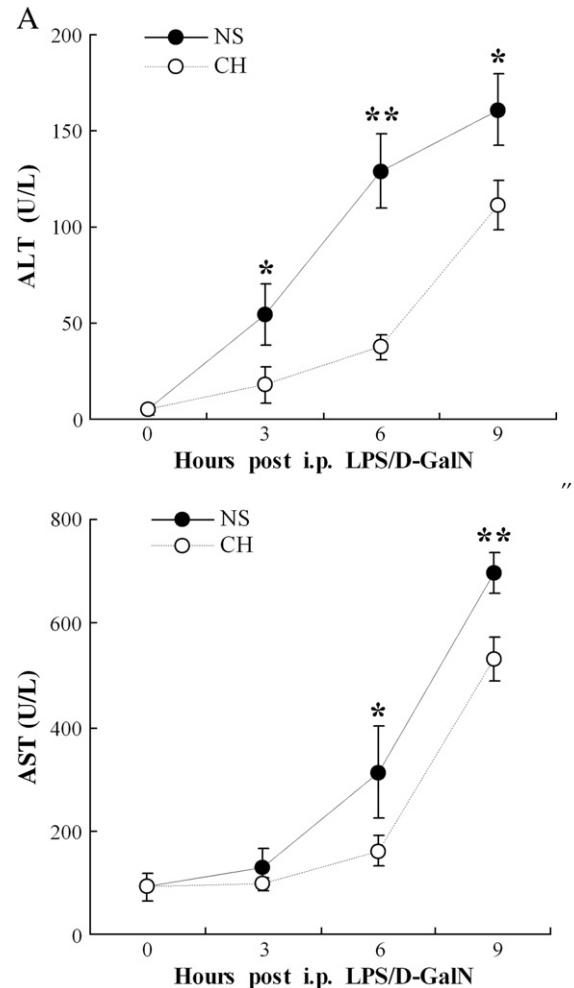 A
NS
CH
ALT (U/L)
200
150
100
50
0
*
**
*
0 3 6 9
Hours post i.p. LPS/D-GalN
"
NS
CH
AST (U/L)
800
600
400
200
0
*
**
0 3 6 9
Hours post i.p. LPS/D-GalN